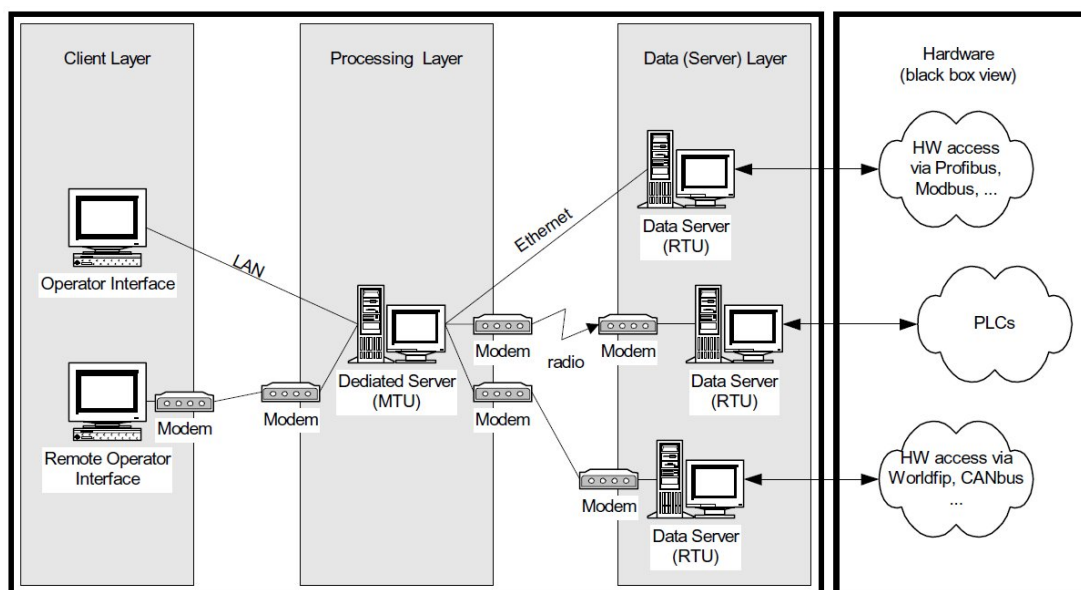 Client Layer
Processing Layer
Data (Server) Layer
Hardware
(black box view)
HW access
via Profibus,
Modbus, ...
Data Server
(RTU)
Ethernet
LAN
Operator Interface
Modem
radio
Modem
Data Server
(RTU)
PLCs
Dediated Server
(MTU)
Modem
Modem
Modem
Remote Operator
Interface
Modem
Data Server
(RTU)
HW access via
Worldfip, CANbus
...